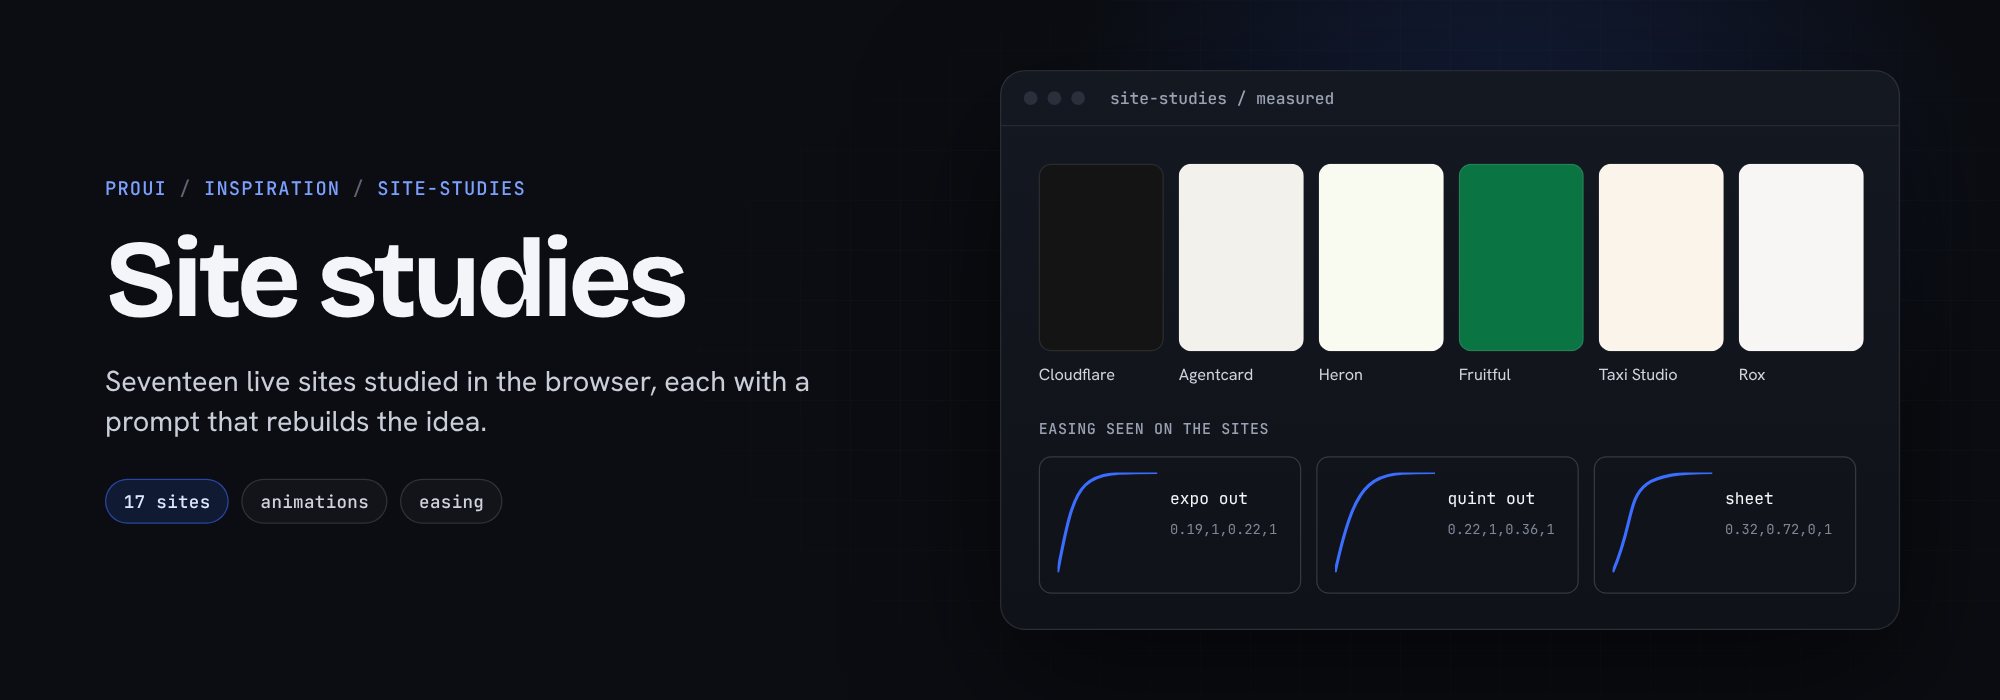 PROUI / INSPIRATION / SITE-STUDIES
Site studies
Seventeen live sites studied in the browser, each with a
prompt that rebuilds the idea.
17 sites
animations
easing
site-studies / measured
Cloudflare
Agentcard
Heron
Fruitful
Taxi Studio
Rox
EASING SEEN ON THE SITES
expo out
0.19,1,0.22,1
quint out
0.22,1,0.36,1
sheet
0.32,0.72,0,1